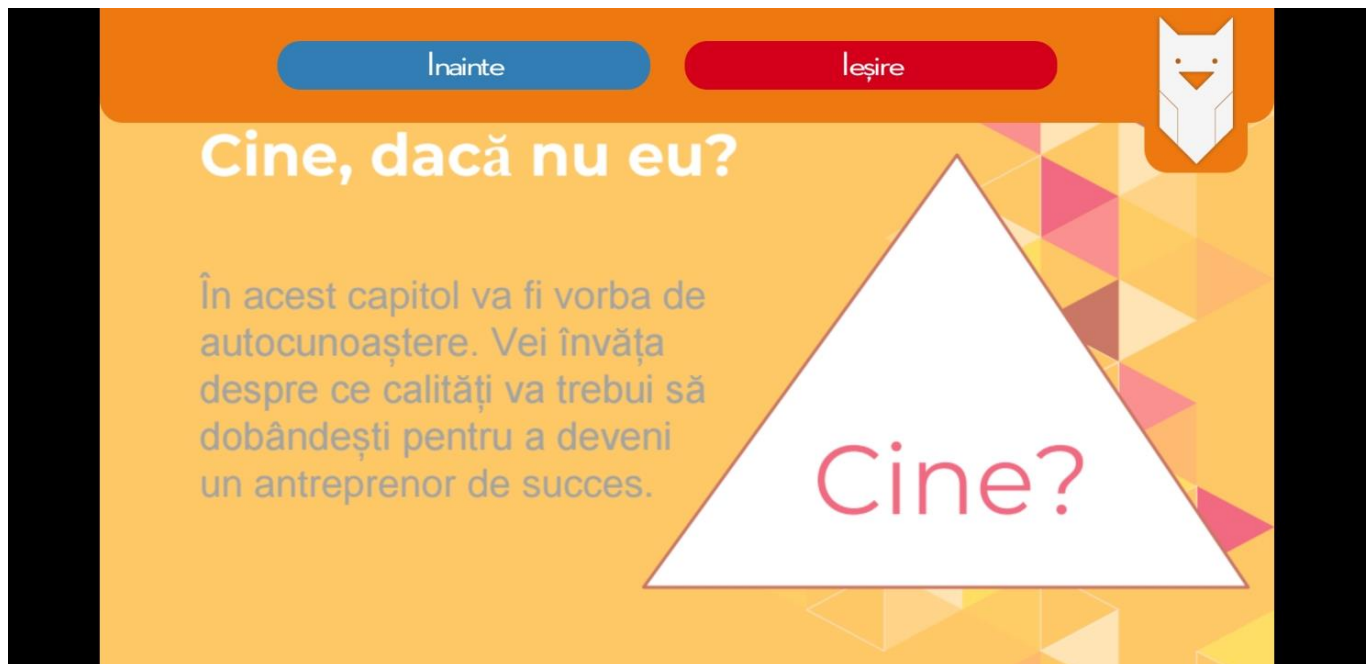 Inainte
Ieșire
Cine, dacă nu eu?
În acest capitol va fi vorba de
autocunoaștere. Vei învăța
despre ce calități va trebui să
dobândești pentru a deveni
un antreprenor de succes.
Cine?